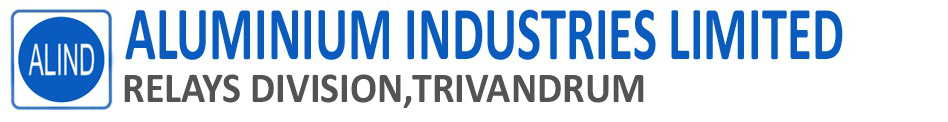 ALIND
ALUMINIUM INDUSTRIES LIMITED
RELAYS DIVISION,TRIVANDRUM